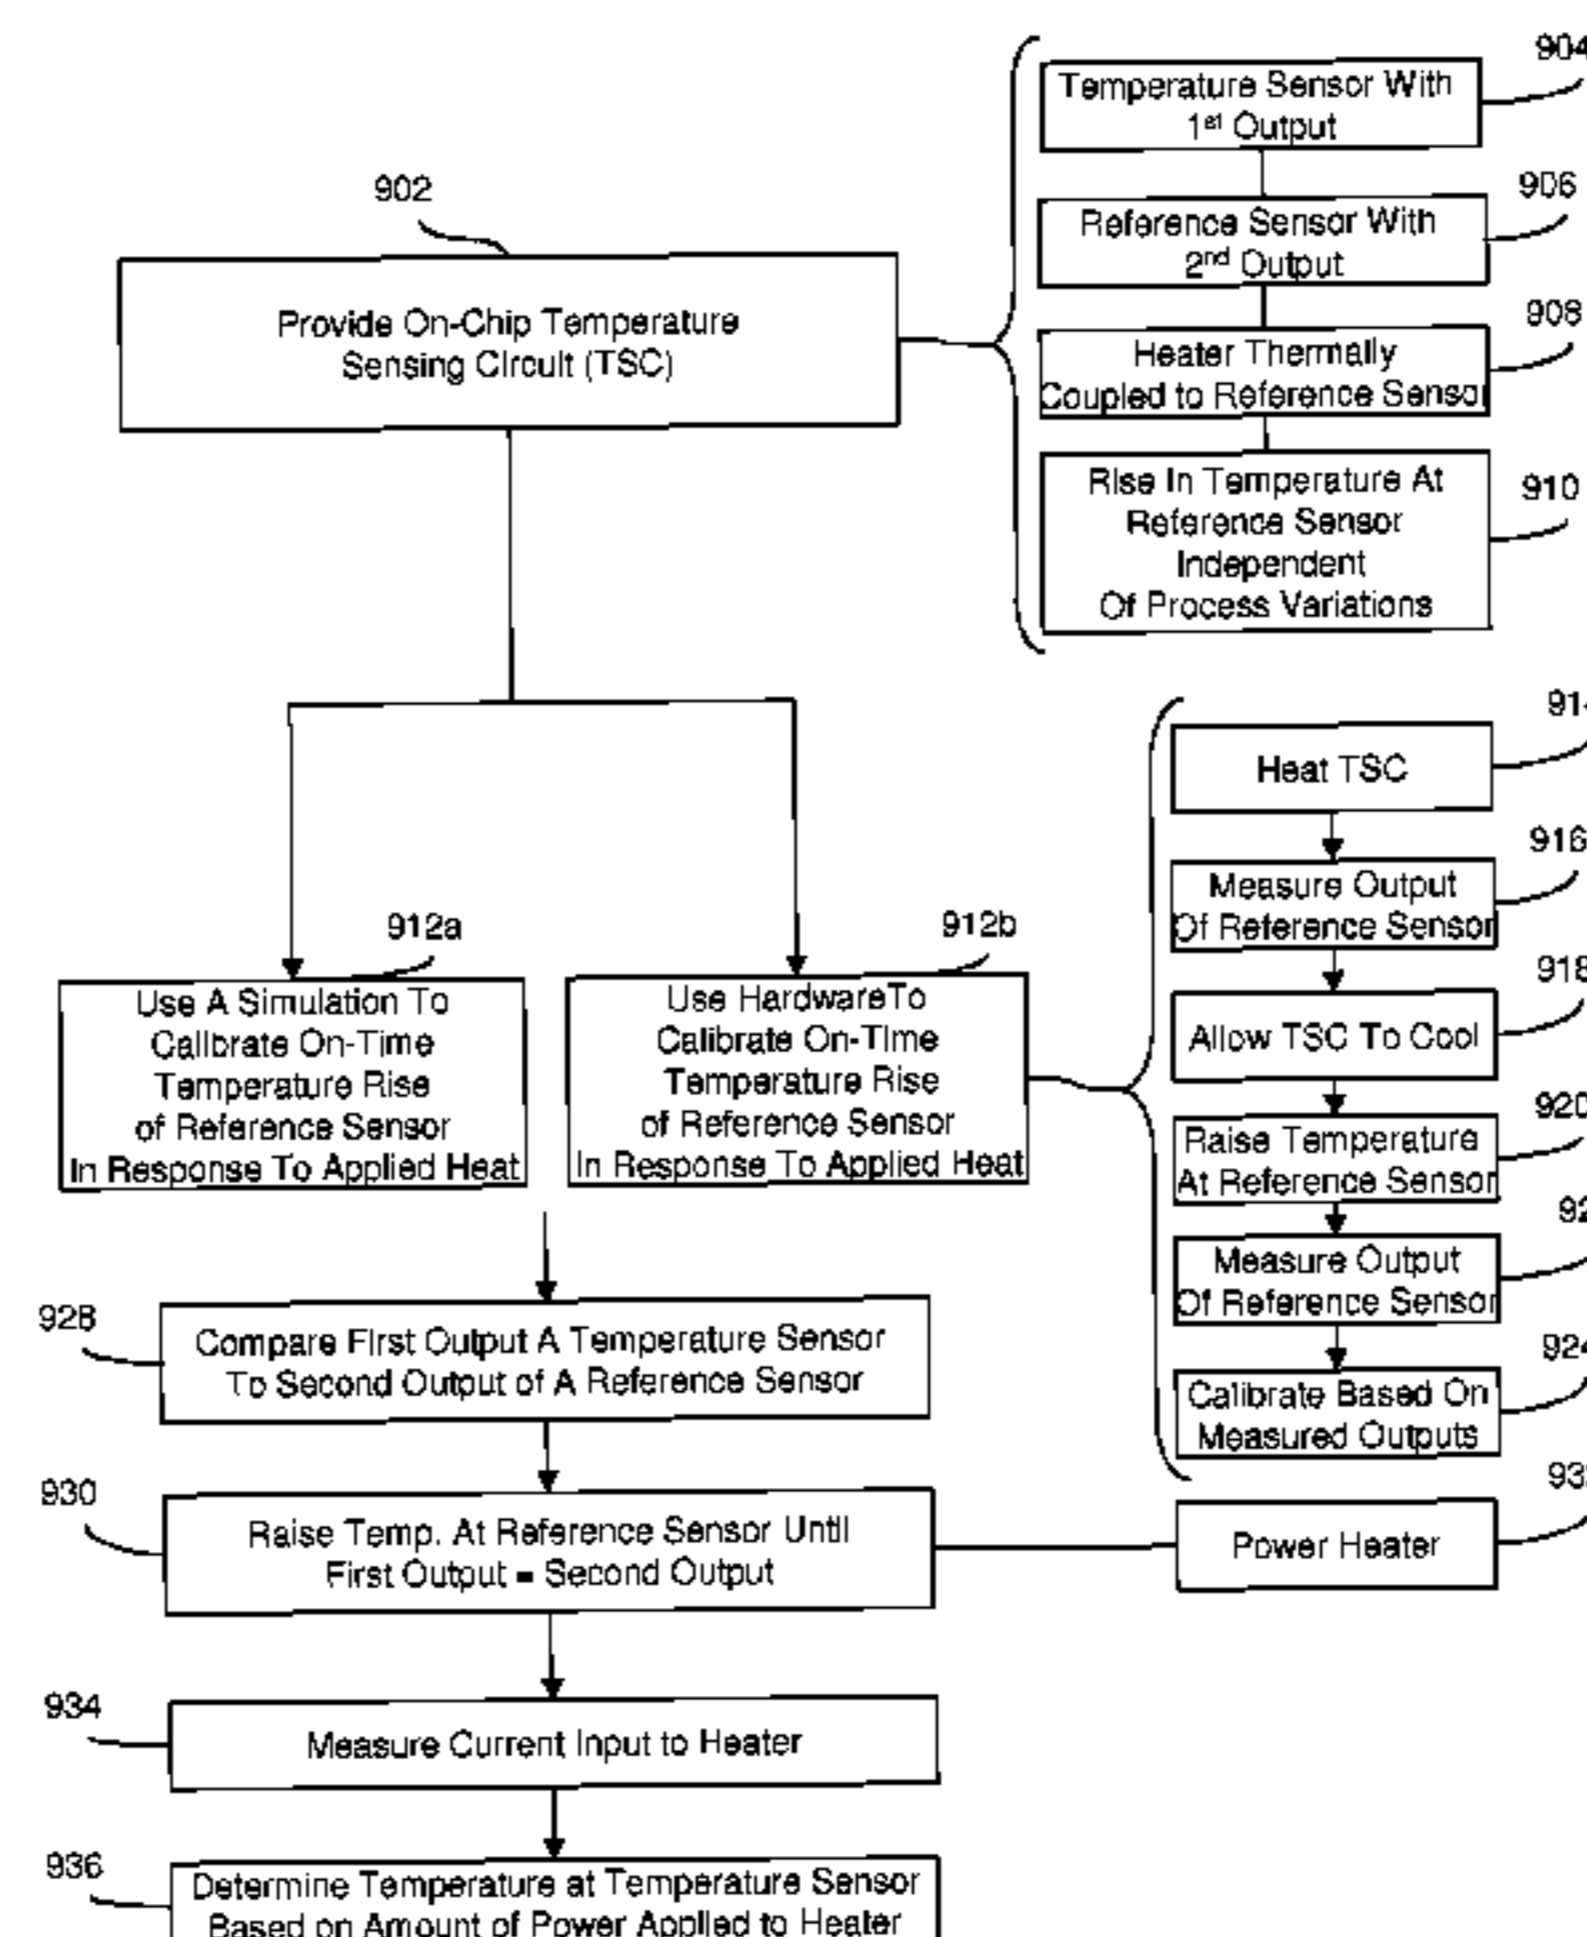 904
Temperature Sensor With
1st Output
906
Reference Sensor With
2nd Output
902
Provide On-Chip Temperature
Sensing Circuit (TSC)
908
Heater Thermally
Coupled to Reference Sensor
910
Rise In Temperature At
Reference Sensor
Independent
Of Process Variations
914
Heat TSC
916
Measure Output
Of Reference Sensor
918
Allow TSC To Cool
920
Raise Temperature
At Reference Sensor
92
Measure Output
Of Reference Sensor
924
Calibrate Based On
Measured Outputs
912a
Use A Simulation To
Calibrate On-Time
Temperature Rise
of Reference Sensor
In Response To Applied Heat
912b
Use HardwareTo
Calibrate On-Time
Temperature Rise
of Reference Sensor
In Response To Applied Heat
928
Compare First Output A Temperature Sensor
To Second Output of A Reference Sensor
930
Raise Temp. At Reference Sensor Until
First Output = Second Output
932
Power Heater
934
Measure Current Input to Heater
936
Determine Temperature at Temperature Sensor
Based on Amount of Power Applied to Heater